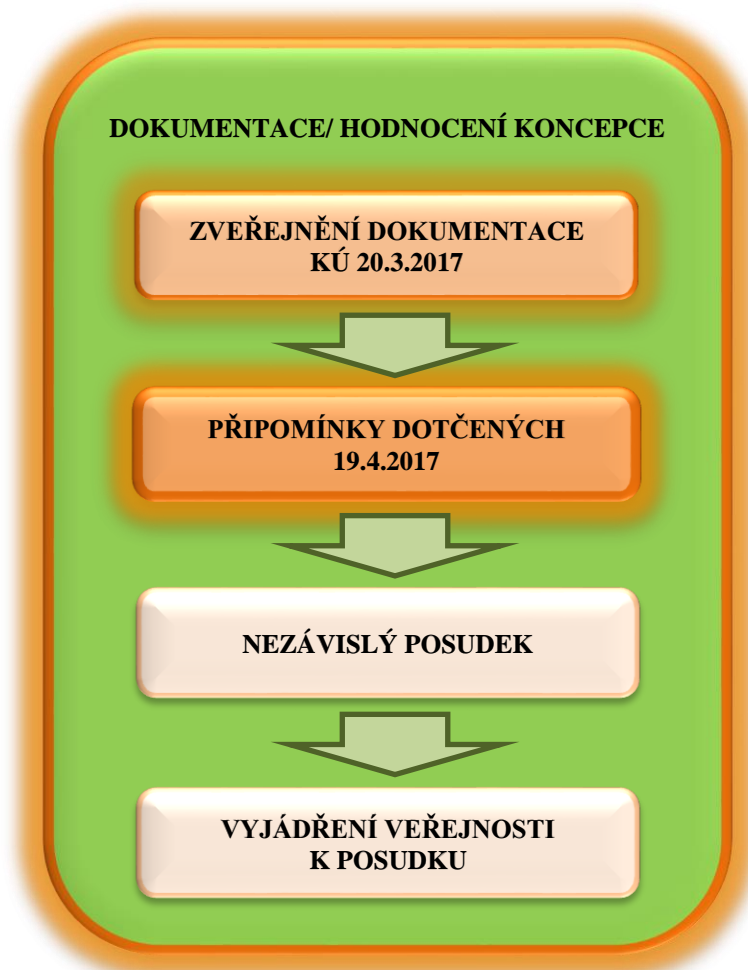 DOKUMENTACE/ HODNOCENÍ KONCEPCE
ZVEŘEJNĚNÍ DOKUMENTACE
KÚ 20.3.2017
PŘIPOMÍNKY DOTČENÝCH
19.4.2017
NEZÁVISLÝ POSUDEK
VYJÁDŘENÍ VEŘEJNOSTI
K POSUDKU